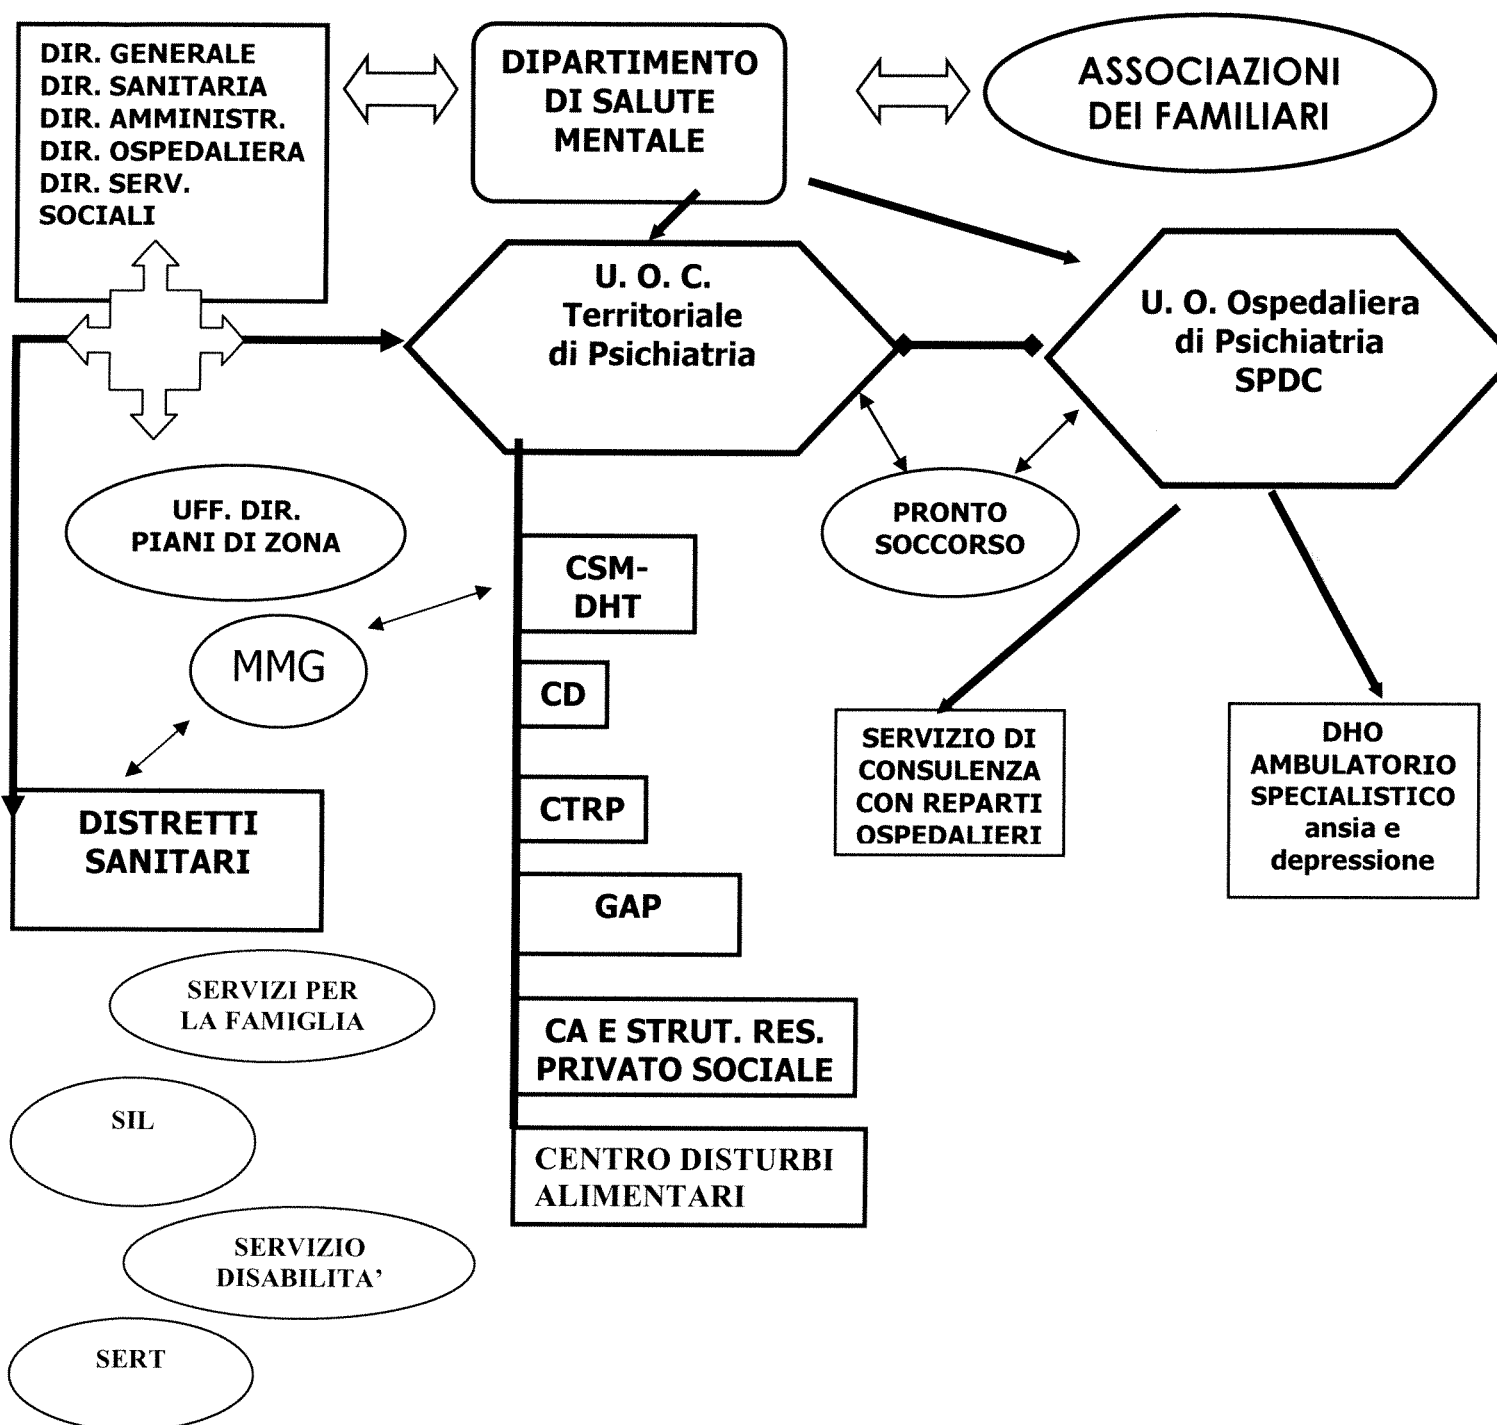 DIR. GENERALE
DIR. SANITARIA
DIR. AMMINISTR.
DIR. OSPEDALIERA
DIR. SERV.
SOCIALI
DIPARTIMENTO
DI SALUTE
MENTALE
ASSOCIAZIONI
DEI FAMILIARI
U. O. C.
Territoriale
di Psichiatria
U. O. Ospedaliera
di Psichiatria
SPDC
UFF. DIR.
PIANI DI ZONA
PRONTO
SOCCORSO
MMG
CSM-
DHT
CD
CTRP
GAP
CA E STRUT. RES.
PRIVATO SOCIALE
CENTRO DISTURBI
ALIMENTARI
SERVIZIO DI
CONSULENZA
CON REPARTI
OSPEDALIERI
DHO
AMBULATORIO
SPECIALISTICO
ansia e
depressione
DISTRETTI
SANITARI
SERVIZI PER
LA FAMIGLIA
SIL
SERVIZIO
DISABILITA’
SERT